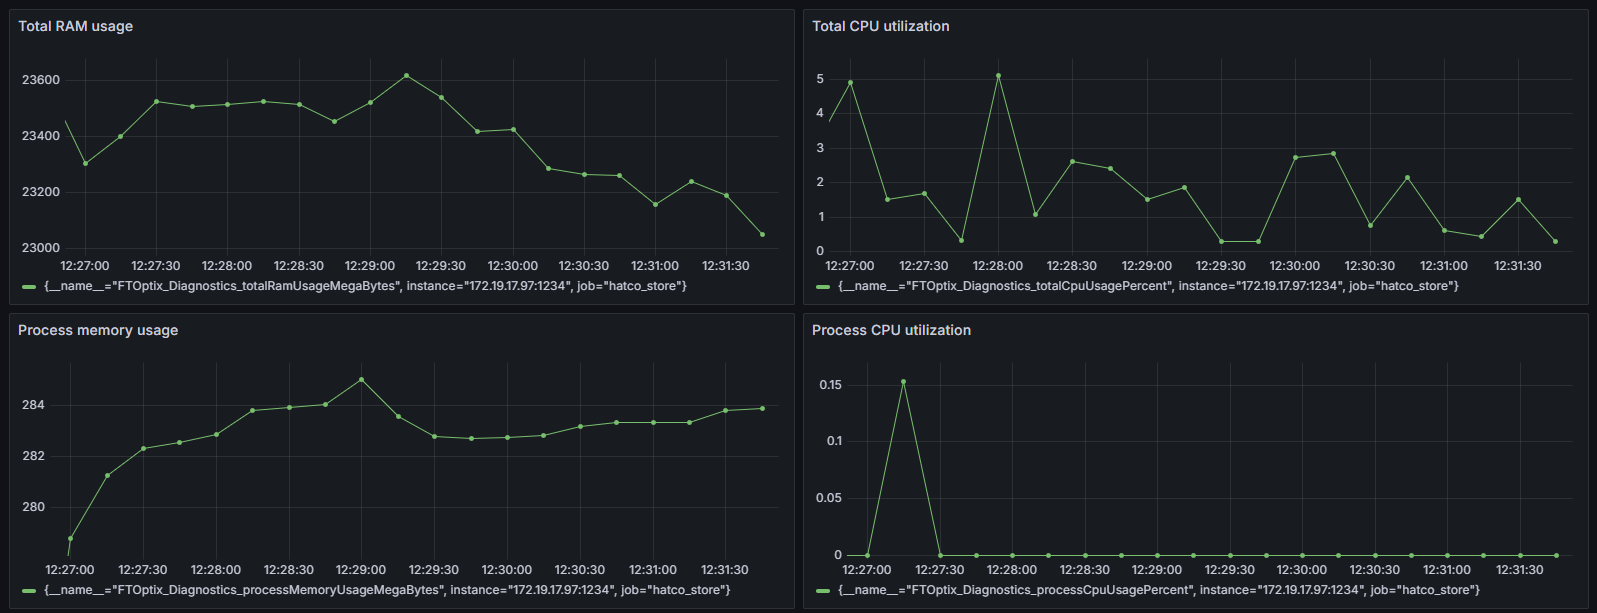 Total RAM usage
23600
23400
23200
23000
12:27:00 12:27:30 12:28:00 12:28:30 12:29:00 12:29:30 12:30:00 12:30:30 12:31:00 12:31:30
{__name__="FTOptix_Diagnostics_totalRamUsageMegaBytes", instance="172.19.17.97:1234", job="hatco_store"}
Total CPU utilization
5
4
3
2
1
0
12:27:00 12:27:30 12:28:00 12:28:30 12:29:00 12:29:30 12:30:00 12:30:30 12:31:00 12:31:30
{__name__="FTOptix_Diagnostics_totalCpuUsagePercent", instance="172.19.17.97:1234", job="hatco_store"}
Process memory usage
284
282
280
12:27:00 12:27:30 12:28:00 12:28:30 12:29:00 12:29:30 12:30:00 12:30:30 12:31:00 12:31:30
{__name__="FTOptix_Diagnostics_processMemoryUsageMegaBytes", instance="172.19.17.97:1234", job="hatco_store"}
Process CPU utilization
0.15
0.1
0.05
0
12:27:00 12:27:30 12:28:00 12:28:30 12:29:00 12:29:30 12:30:00 12:30:30 12:31:00 12:31:30
{__name__="FTOptix_Diagnostics_processCpuUsagePercent", instance="172.19.17.97:1234", job="hatco_store"}